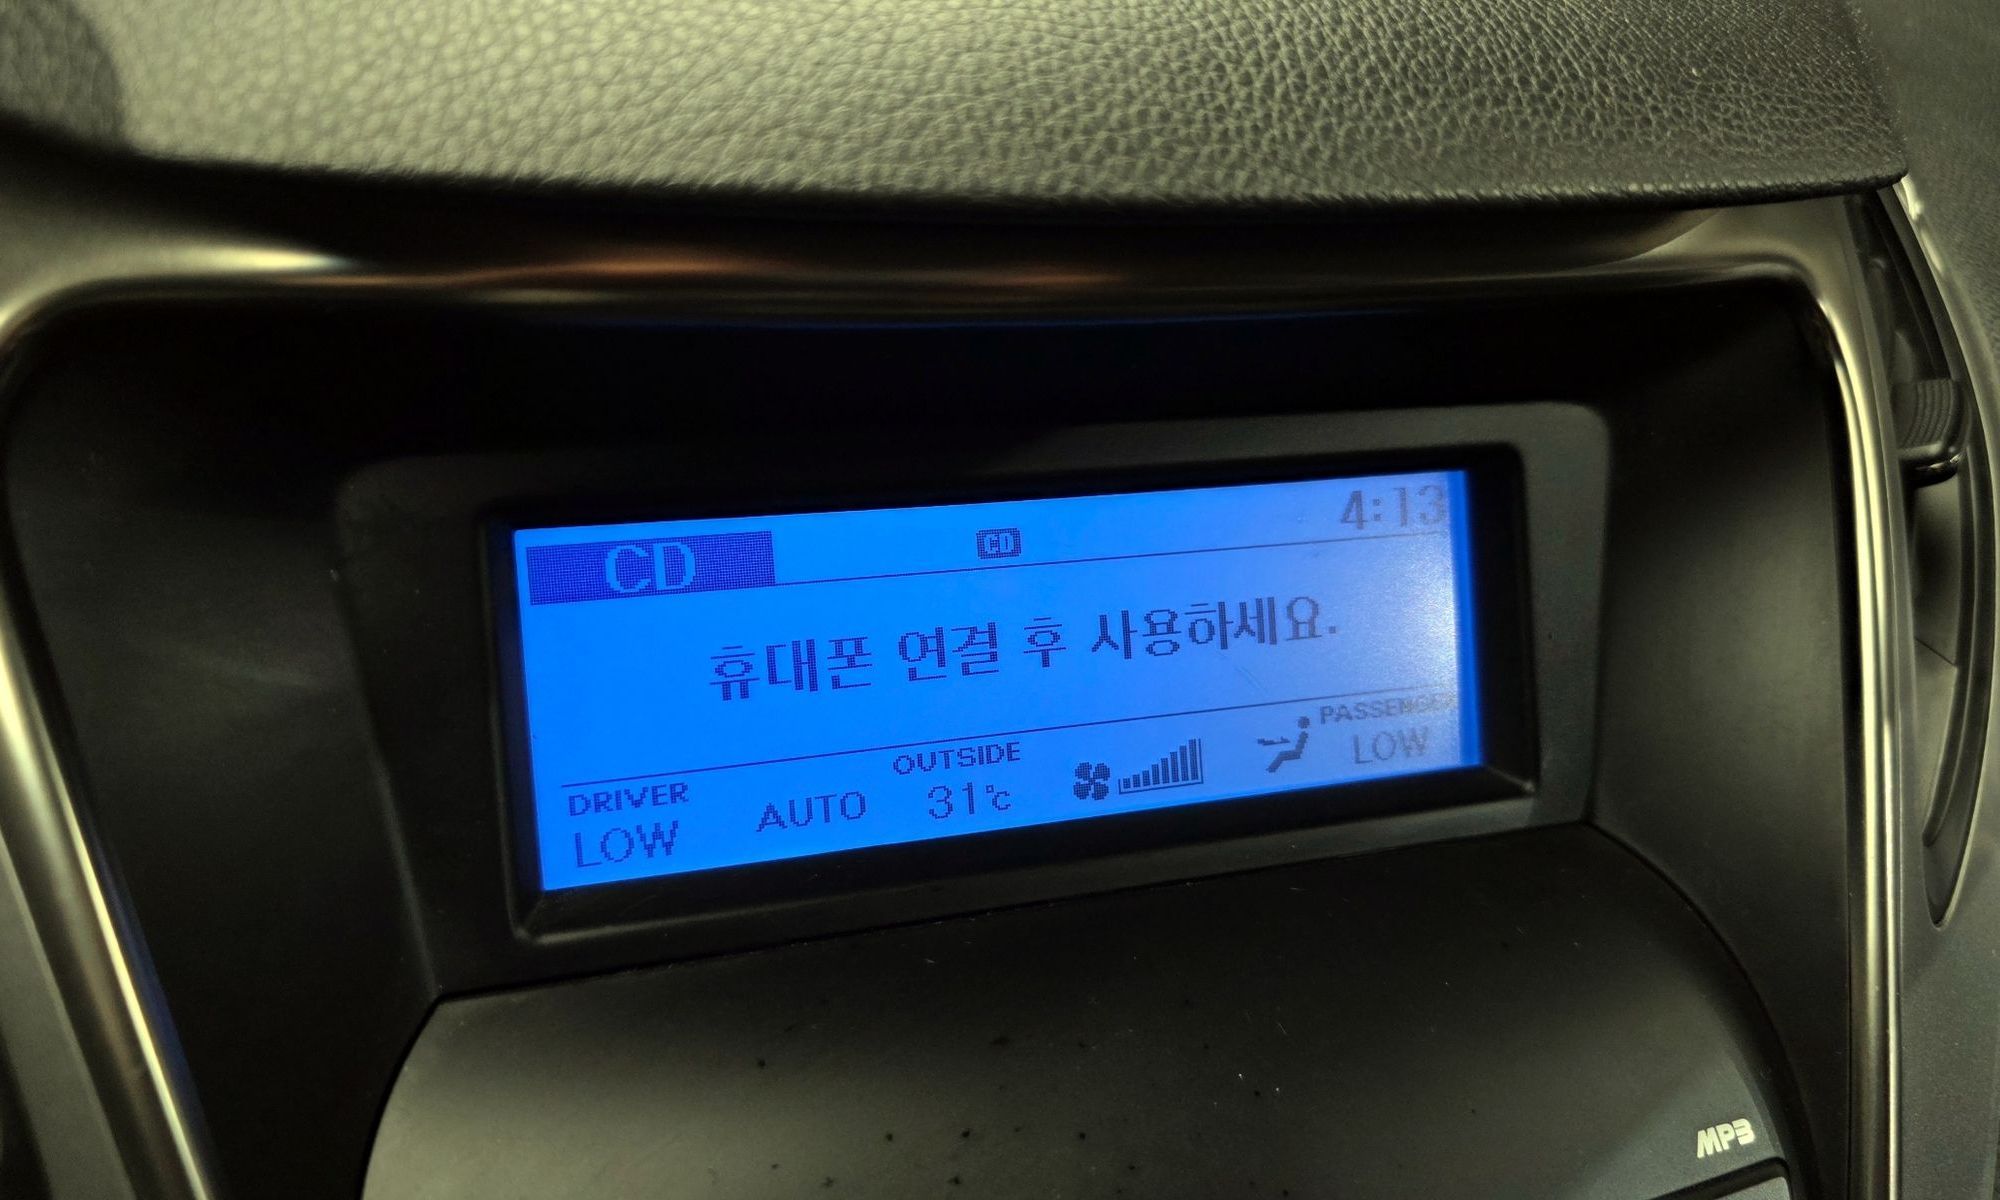 CD CD 4:13
휴대폰 연결 후 사용하세요.
DRIVER AUTO OUTSIDE PASSENGER
LOW 31℃ LOW
MP3